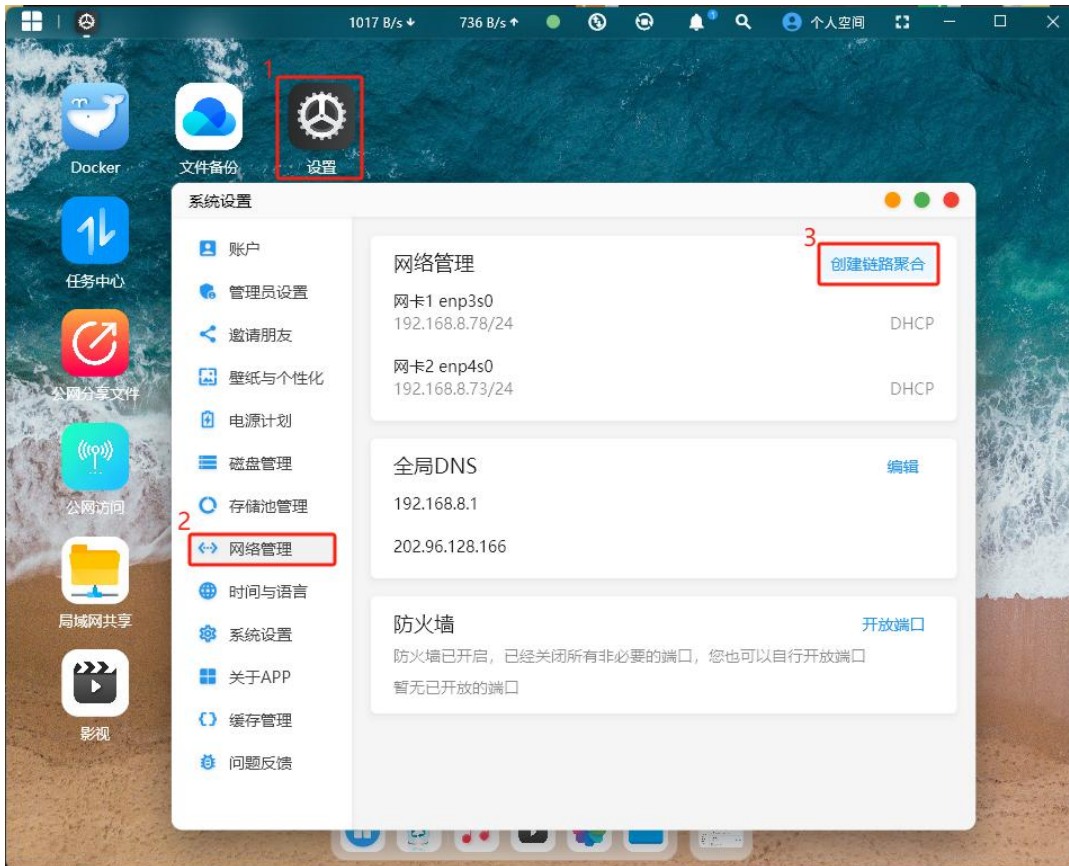 1017 B/s 736 B/s 1 个人空间
1
Docker 文件备份 设置
任务中心
公网分享文件
公网访问
局域网共享
影视
系统设置
账户
管理员设置
邀请朋友
壁纸与个性化
电源计划
磁盘管理
存储池管理
2
网络管理
时间与语言
系统设置
关于APP
缓存管理
问题反馈
3
网络管理 创建链路聚合
网卡1 enp3s0
192.168.8.78/24 DHCP
网卡2 enp4s0
192.168.8.73/24 DHCP
全局DNS 编辑
192.168.8.1
202.96.128.166
防火墙 开放端口
防火墙已开启，已经关闭所有非必要的端口，您也可以自行开放端口
暂无已开放的端口